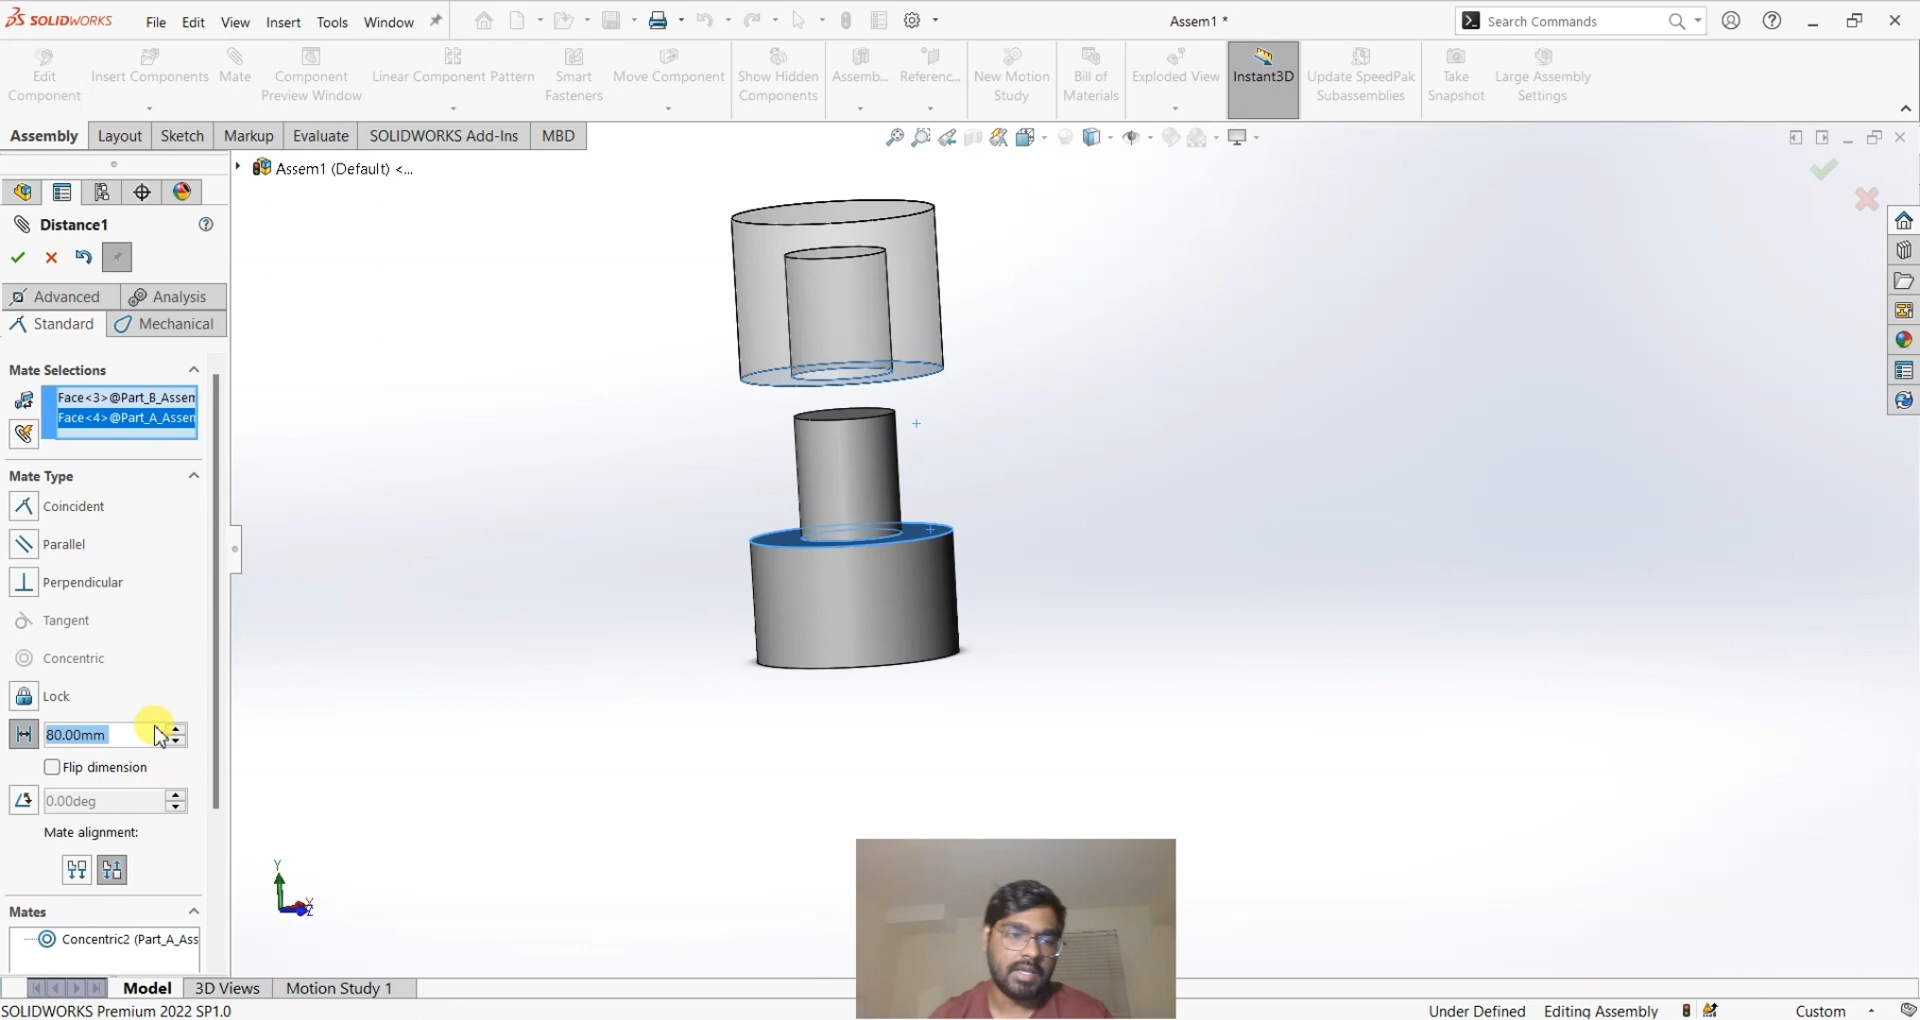 SOLIDWORKS File Edit View Insert Tools Window Assem1 * Search Commands
Edit Component Insert Components Mate Component Preview Window Linear Component Pattern Smart Fasteners Move Component Show Hidden Components Assemb... Referenc... New Motion Study Bill of Materials Exploded View Instant3D Update SpeedPak Subassemblies Take Snapshot Large Assembly Settings
Assembly Layout Sketch Markup Evaluate SOLIDWORKS Add-Ins MBD
Assem1 (Default) <...
Distance1
Advanced Analysis
Standard Mechanical
Mate Selections
Face<3>@Part_B_Assem
Face<4>@Part_A_Assen
Mate Type
Coincident
Parallel
Perpendicular
Tangent
Concentric
Lock
80.00mm
Flip dimension
0.00deg
Mate alignment:
Y
X
Z
Mates
Concentric2 (Part_A_Ass
Model 3D Views Motion Study 1
SOLIDWORKS Premium 2022 SP1.0 Under Defined Editing Assembly Custom